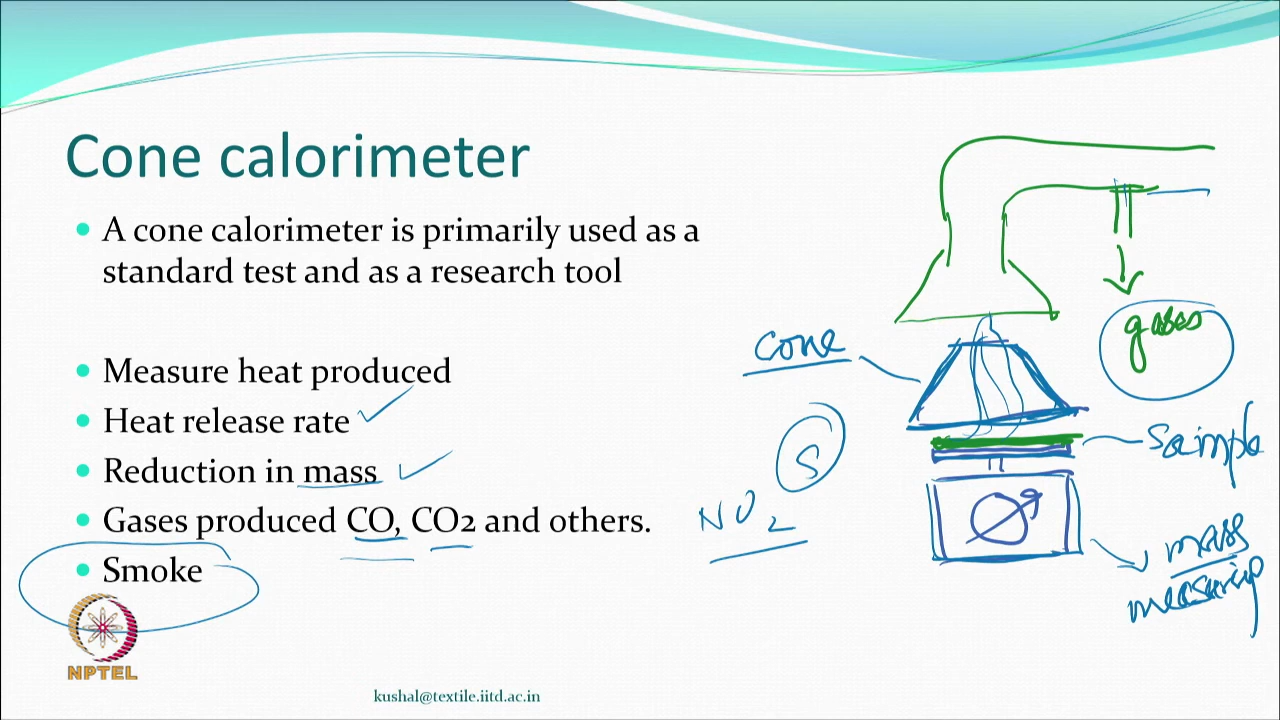 Cone calorimeter
A cone calorimeter is primarily used as a
standard test and as a research tool
Measure heat produced
Heat release rate
Reduction in mass
Gases produced CO, CO2 and others.
Smoke
NPTEL
kushal@textile.iitd.ac.in
gases
cone
sample
S
NO2
mass
measuring